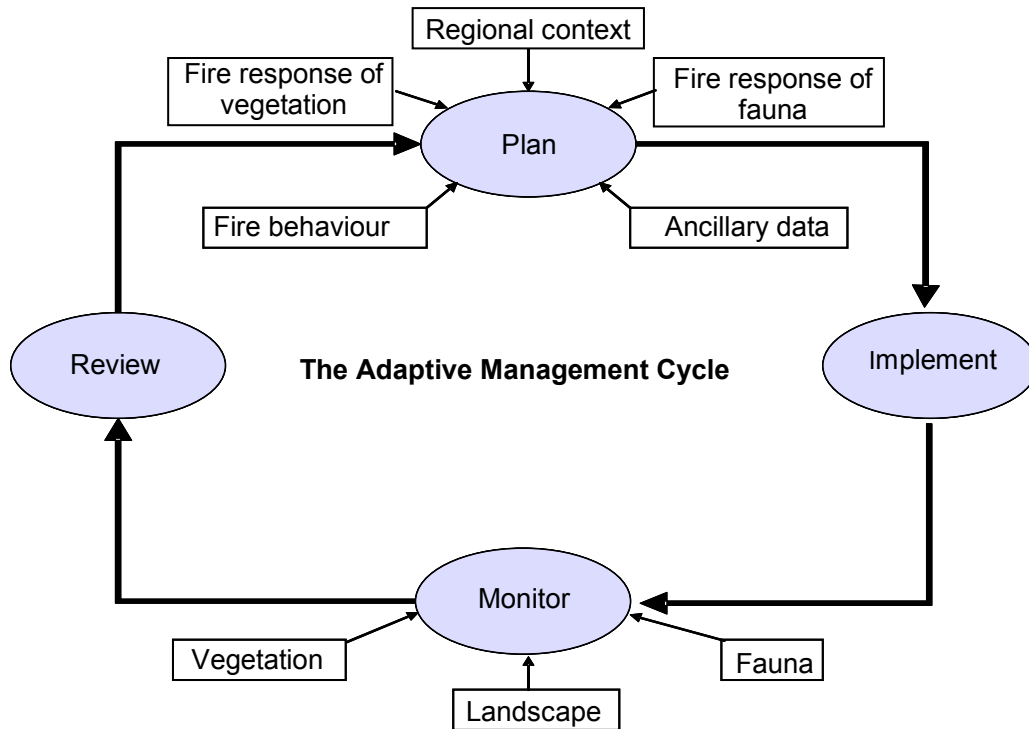 Regional context
Fire response of
vegetation
Fire response of
fauna
Plan
Fire behaviour
Ancillary data
Review
The Adaptive Management Cycle
Implement
Monitor
Vegetation
Fauna
Landscape